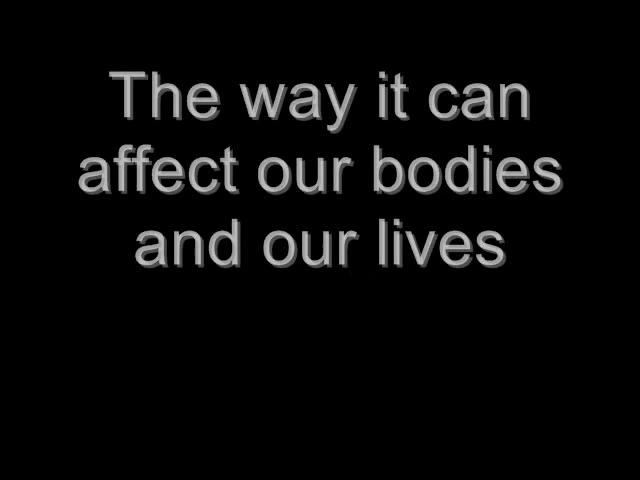 The way it can
affect our bodies
and our lives